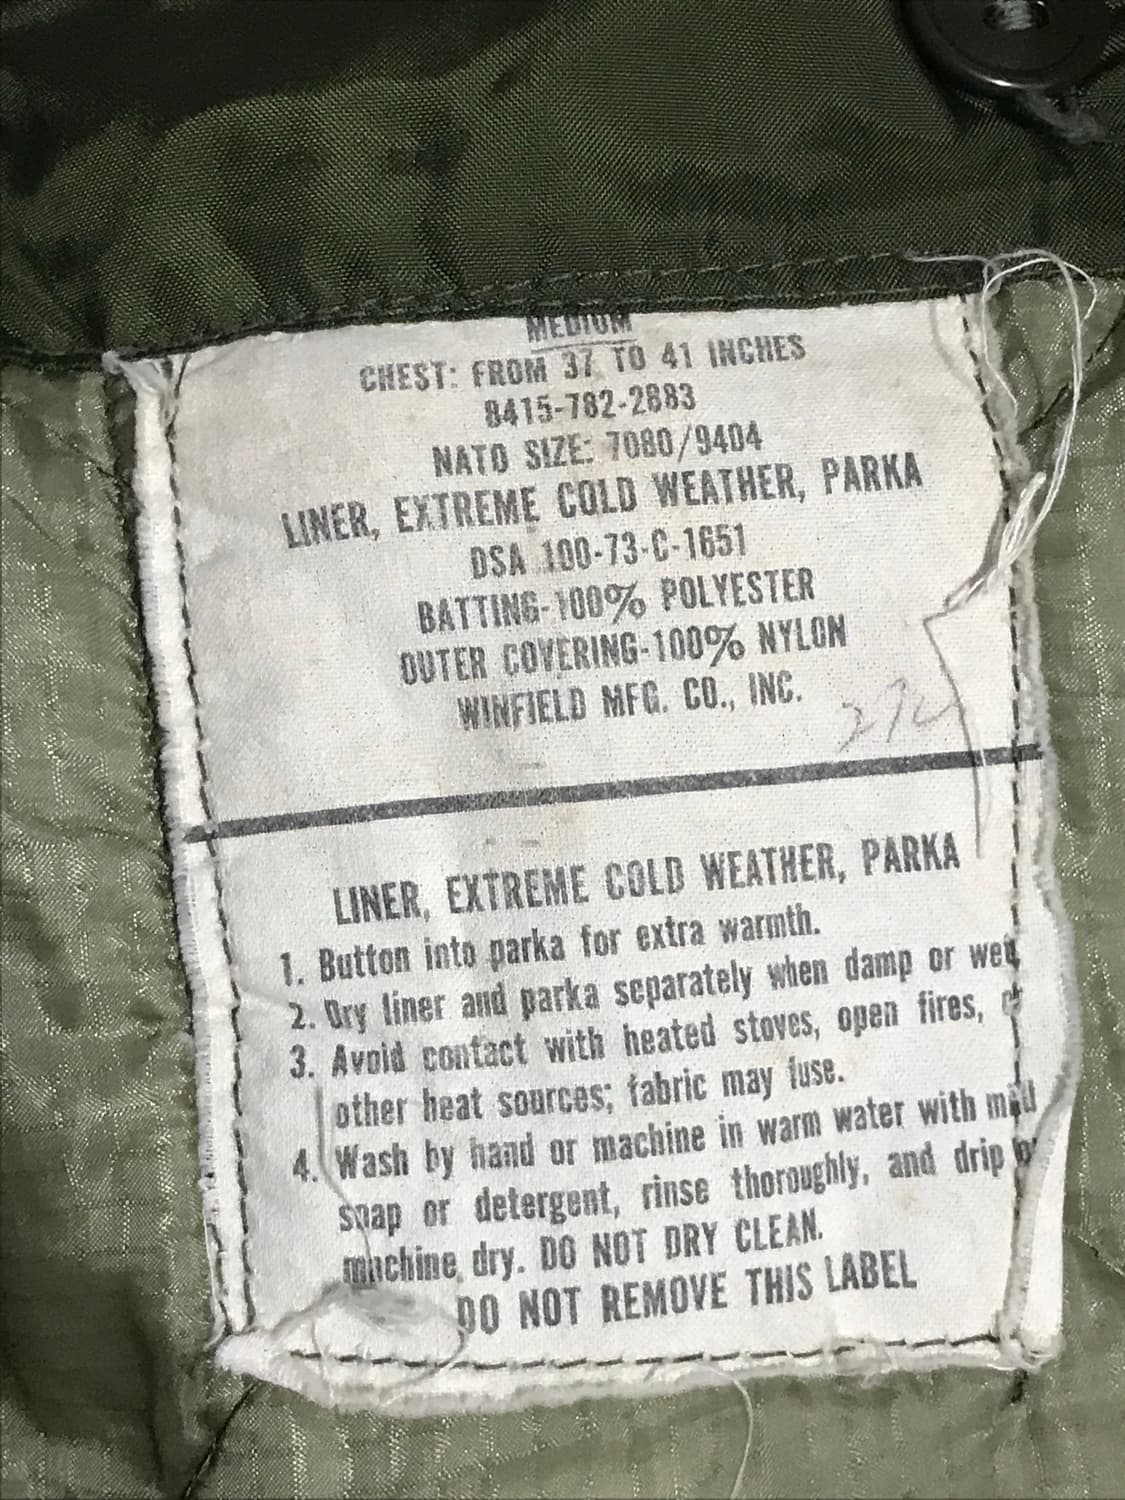 MEDIUM
CHEST: FROM 37 TO 41 INCHES
8415-782-2883
NATO SIZE: 7080/9404
LINER, EXTREME COLD WEATHER, PARKA
DSA 100-73-C-1651
BATTING-100% POLYESTER
OUTER COVERING-100% NYLON
WINFIELD MFG. CO., INC.
LINER, EXTREME COLD WEATHER, PARKA
1. Button into parka for extra warmth.
2. Dry liner and parka separately when damp or wet.
3. Avoid contact with heated stoves, open fires, or
other heat sources; fabric may fuse.
4. Wash by hand or machine in warm water with mild
soap or detergent, rinse thoroughly, and drip or
machine dry. DO NOT DRY CLEAN.
DO NOT REMOVE THIS LABEL